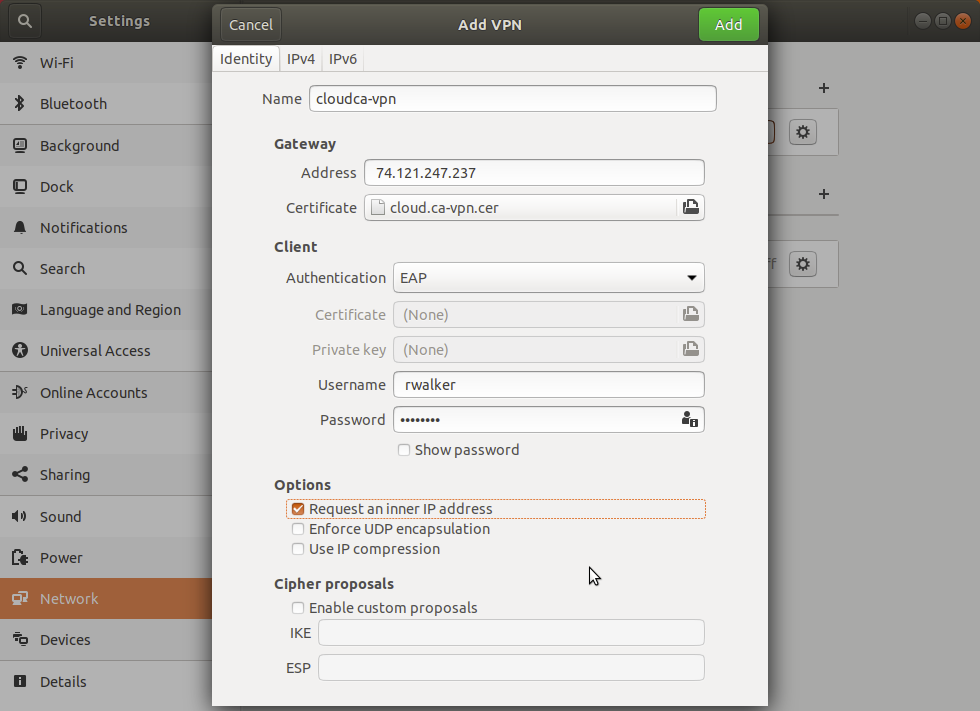 Settings
Cancel
Add VPN
Add
Wi-Fi
Bluetooth
Background
Dock
Notifications
Search
Language and Region
Universal Access
Online Accounts
Privacy
Sharing
Sound
Power
Network
Devices
Details
Identity IPv4 IPv6
Name cloudca-vpn
Gateway
Address 74.121.247.237
Certificate cloud.ca-vpn.cer
Client
Authentication EAP
Certificate (None)
Private key (None)
Username rwalker
Password ••••••••
Show password
Options
Request an inner IP address
Enforce UDP encapsulation
Use IP compression
Cipher proposals
Enable custom proposals
IKE
ESP